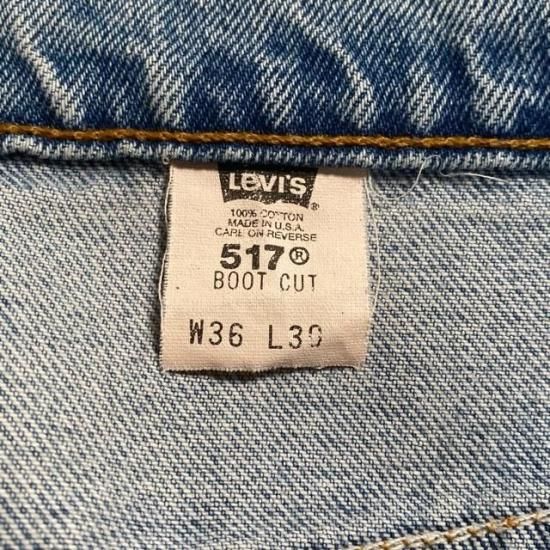 Levi's ®
100% COTTON
MADE IN U.S.A.
CARE ON REVERSE
517®
BOOT CUT
W36 L30